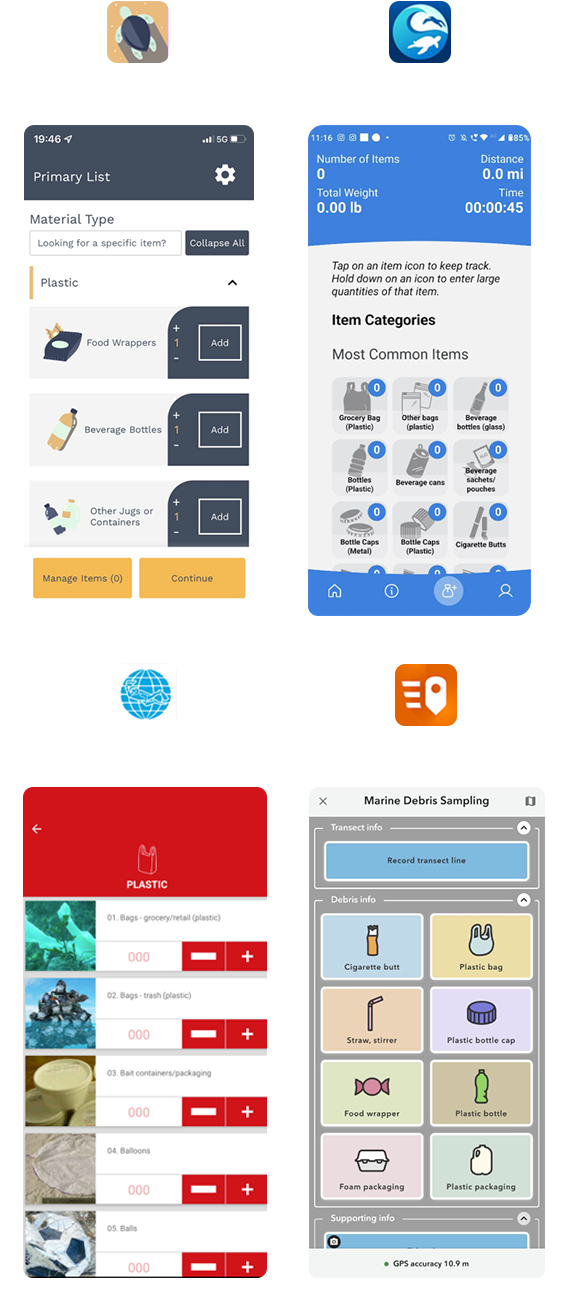 19:46
5G
Primary List
Material Type
Looking for a specific item?
Collapse All
Plastic
Food Wrappers
+
1
-
Add
Beverage Bottles
+
1
-
Add
Other Jugs or
Containers
+
1
-
Add
Manage Items (0)
Continue
11:16
85%
Number of Items
0
Distance
0.0 mi
Total Weight
0.00 lb
Time
00:00:45
Tap on an item icon to keep track.
Hold down on an icon to enter large
quantities of that item.
Item Categories
Most Common Items
0
Grocery Bag
(Plastic)
0
Other bags
(plastic)
0
Beverage
bottles (glass)
0
Bottles
(Plastic)
0
Beverage cans
0
Beverage
sachets/
pouches
0
Bottle Caps
(Metal)
0
Bottle Caps
(Plastic)
0
Cigarette Butts
0
0
0
PLASTIC
01. Bags - grocery/retail (plastic)
000
+
02. Bags - trash (plastic)
000
+
03. Bait containers/packaging
000
+
04. Balloons
000
+
05. Balls
000
+
Marine Debris Sampling
Transect info
Record transect line
Debris info
Cigarette butt
Plastic bag
Straw, stirrer
Plastic bottle cap
Food wrapper
Plastic bottle
Foam packaging
Plastic packaging
Supporting info
GPS accuracy 10.9 m